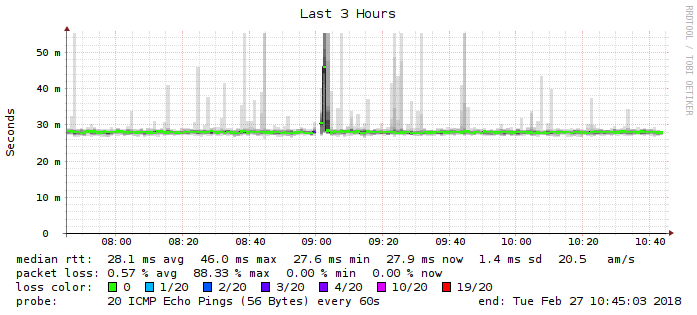 Last 3 Hours
RRDTOOL / TOBI OETIKER
Seconds
50 m
40 m
30 m
20 m
10 m
0
08:00 08:20 08:40 09:00 09:20 09:40 10:00 10:20 10:40
median rtt: 28.1 ms avg 46.0 ms max 27.6 ms min 27.9 ms now 1.4 ms sd 20.5 am/s
packet loss: 0.57 % avg 88.33 % max 0.00 % min 0.00 % now
loss color: 0 1/20 2/20 3/20 4/20 10/20 19/20
probe: 20 ICMP Echo Pings (56 Bytes) every 60s end: Tue Feb 27 10:45:03 2018